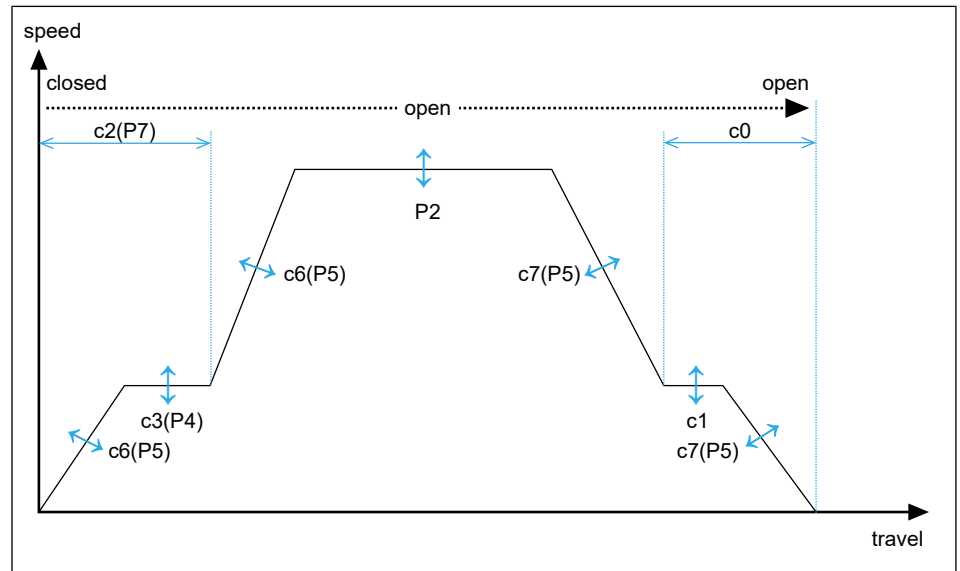 speed
closed
open
open
c2(P7)
c0
P2
c6(P5)
c7(P5)
c3(P4)
c1
c6(P5)
c7(P5)
travel